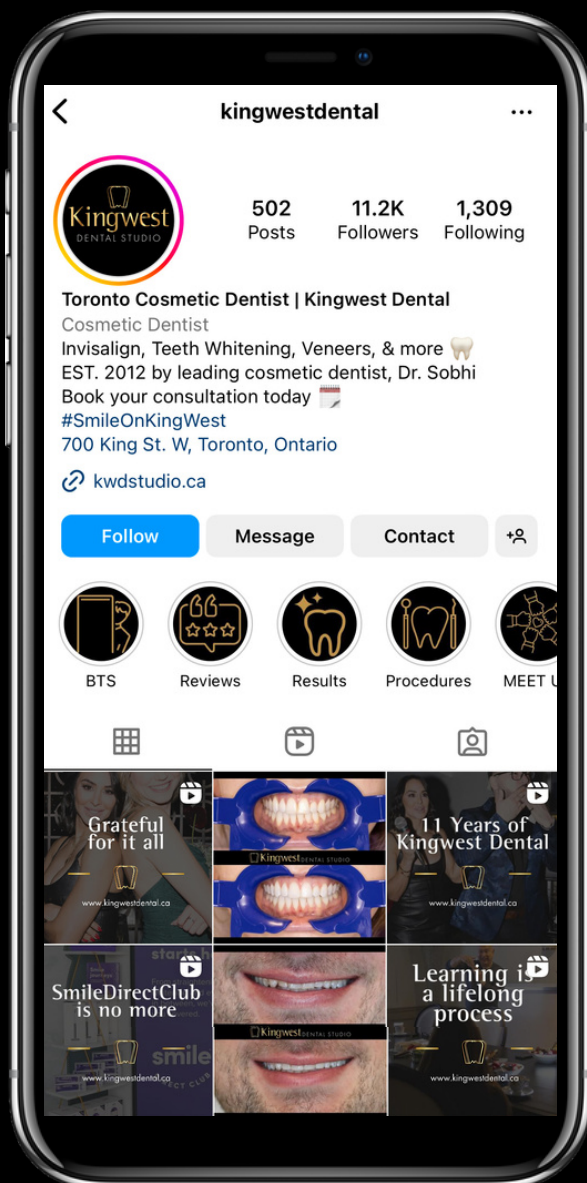 kingwestdental
Kingwest
DENTAL STUDIO
502
Posts
11.2K
Followers
1,309
Following
Toronto Cosmetic Dentist | Kingwest Dental
Cosmetic Dentist
Invisalign, Teeth Whitening, Veneers, & more 🦷
EST. 2012 by leading cosmetic dentist, Dr. Sobhi
Book your consultation today 🗓️
#SmileOnKingWest
700 King St. W, Toronto, Ontario
kwdstudio.ca
Follow
Message
Contact
BTS
Reviews
Results
Procedures
MEET
Grateful
for it all
www.kingwestdental.ca
Kingwest DENTAL STUDIO
11 Years of
Kingwest Dental
www.kingwestdental.ca
SmileDirectClub
is no more
smile
www.kingwestdental.ca
Kingwest DENTAL STUDIO
Learning is
a lifelong
process
www.kingwestdental.ca